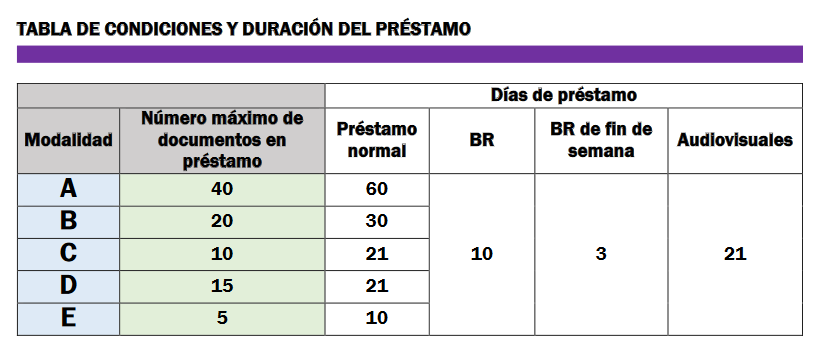 TABLA DE CONDICIONES Y DURACIÓN DEL PRÉSTAMO
Días de préstamo
Modalidad
Número máximo de
documentos en
préstamo
Préstamo
normal
BR
BR de fin de
semana
Audiovisuales
A 40 60
B 20 30
C 10 21 10 3 21
D 15 21
E 5 10